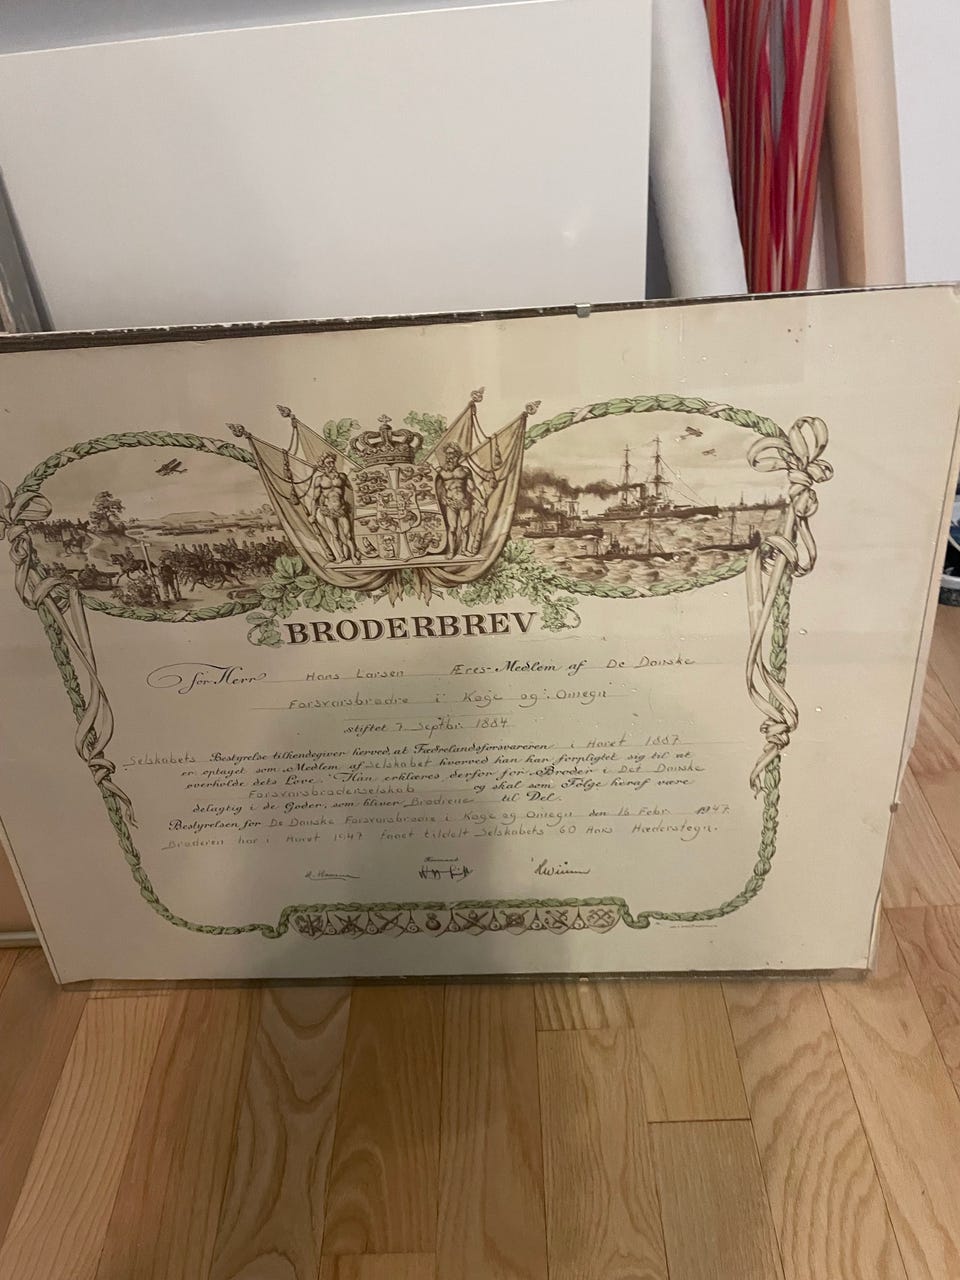 BRODERBREV
for Herr Hans Larsen Æres-Medlem af De Danske
Forsvarsbrødre i Køge og Omegn
stiftet 7 Septbr. 1884
Selskabets Bestyrelse tilkendegiver herved, at Fædrelandsforsvareren i Aaret 1887
er optaget som Medlem af Selskabet hvorved han har forpligtet sig til at
overholde dets Love. Han erklæres derfor for Broder i Det Danske
Forsvarsbroderselskab og skal som Følge heraf være
delagtig i de Goder, som bliver Brødrene til Del.
Bestyrelsen for De Danske Forsvarsbrødre i Køge og Omegn den 16 Febr. 1947
Broderen har i Aaret 1947 faaet tildelt Selskabets 60 Aars Hæderstegn.
Formand